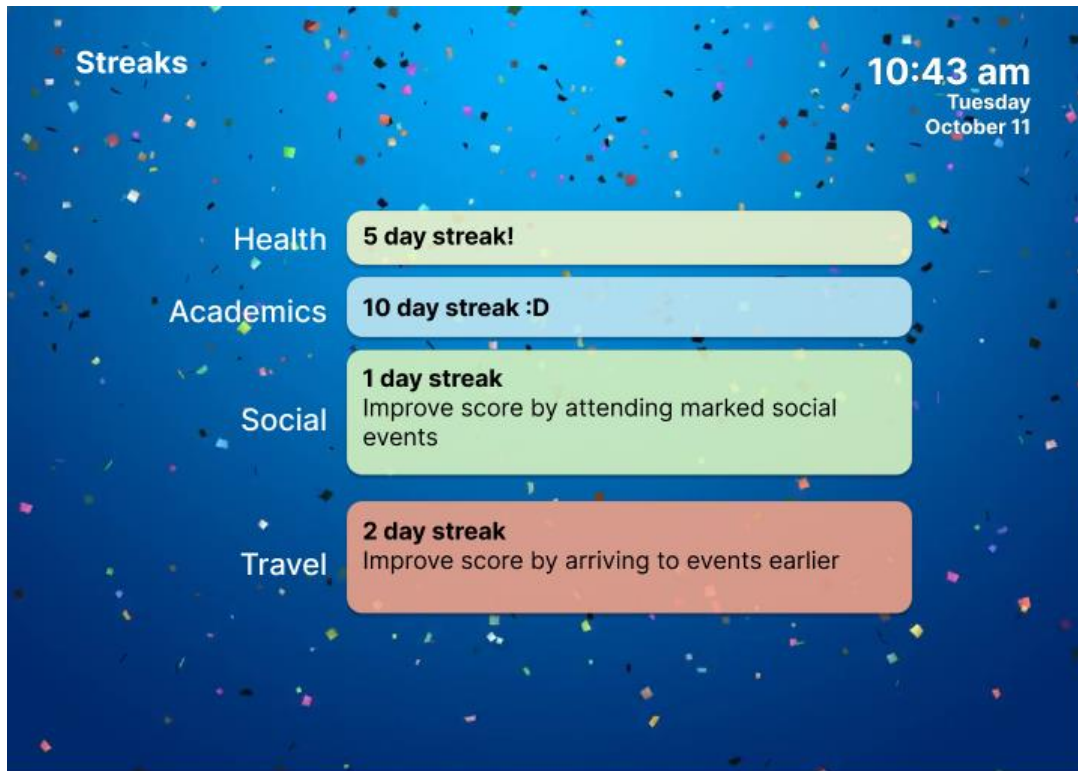 Streaks
10:43 am
Tuesday
October 11
Health
5 day streak!
Academics
10 day streak :D
Social
1 day streak
Improve score by attending marked social
events
Travel
2 day streak
Improve score by arriving to events earlier